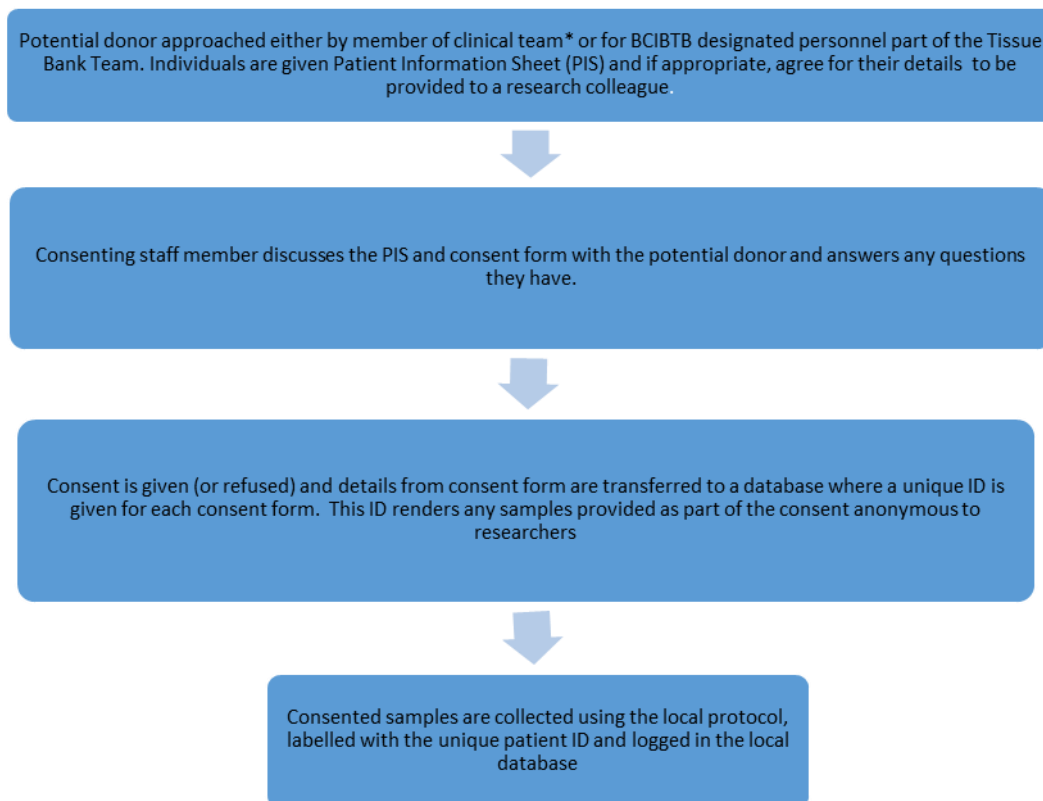 Potential donor approached either by member of clinical team* or for BCIBTB designated personnel part of the Tissue
Bank Team. Individuals are given Patient Information Sheet (PIS) and if appropriate, agree for their details to be
provided to a research colleague.
Consenting staff member discusses the PIS and consent form with the potential donor and answers any questions
they have.
Consent is given (or refused) and details from consent form are transferred to a database where a unique ID is
given for each consent form. This ID renders any samples provided as part of the consent anonymous to
researchers
Consented samples are collected using the local protocol,
labelled with the unique patient ID and logged in the local
database